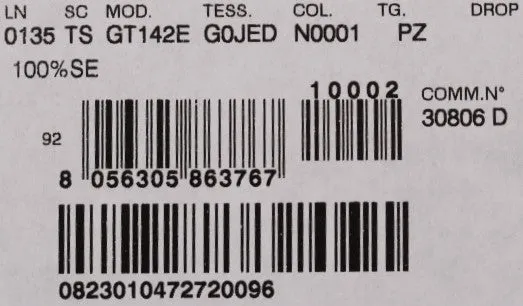 LN SC MOD. TESS. COL. TG. DROP
0135 TS GT142E G0JED N0001 PZ
100%SE
10002 COMM.N°
92 30806 D
8 056305 863767
0823010472720096